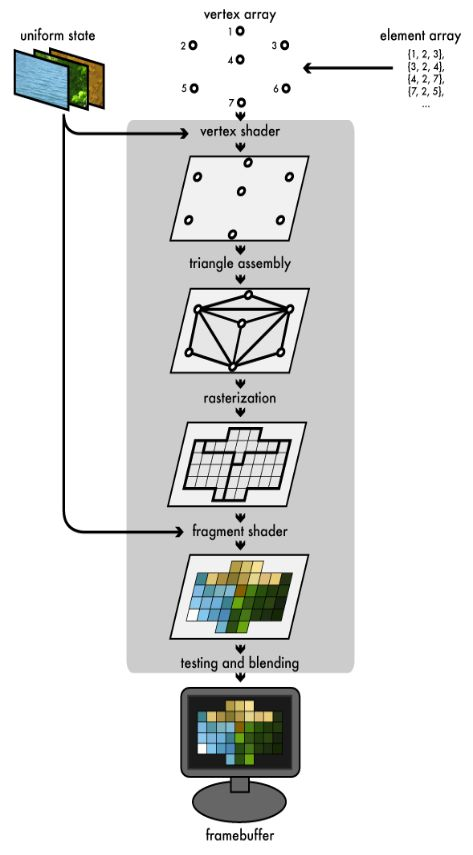 vertex array
uniform state
element array
1
2
3
4
5
6
7
{1, 2, 3},
{3, 2, 4},
{4, 2, 7},
{7, 2, 5},
...
vertex shader
triangle assembly
rasterization
fragment shader
testing and blending
framebuffer